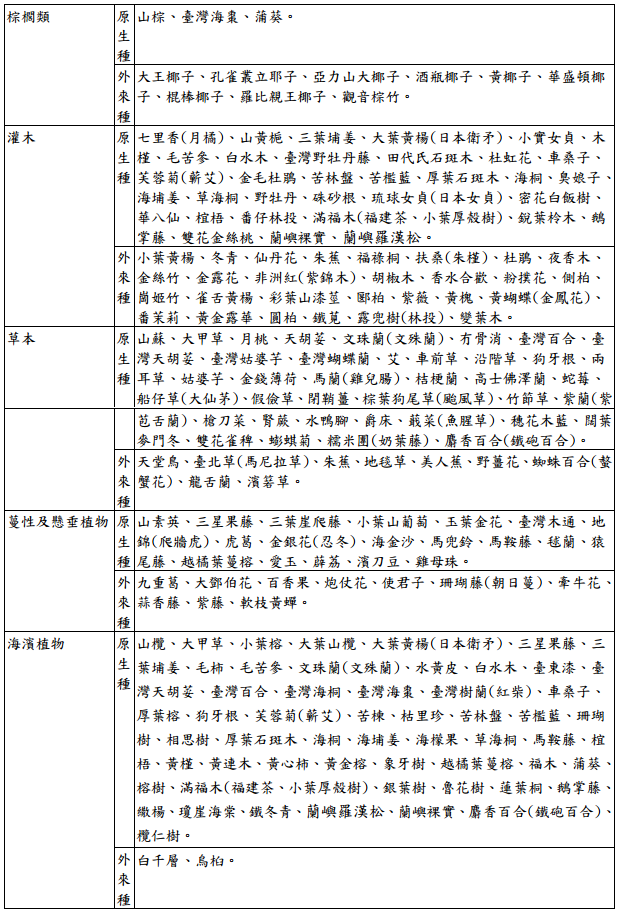 棕櫚類
原生種
山棕、臺灣海棗、蒲葵。
外來種
大王椰子、孔雀叢立耶子、亞力山大椰子、酒瓶椰子、黃椰子、華盛頓椰
子、棍棒椰子、羅比親王椰子、觀音棕竹。
灌木
原生種
七里香(月橘)、山黃梔、三葉埔姜、大葉黃楊(日本衛矛)、小實女貞、木
槿、毛苦參、白水木、臺灣野牡丹藤、田代氏石斑木、杜虹花、車桑子、
芙蓉菊(蘄艾)、金毛杜鵑、苦林盤、苦檻藍、厚葉石斑木、海桐、臭娘子、
海埔姜、草海桐、野牡丹、硃砂根、琉球女貞(日本女貞)、密花白飯樹、
華八仙、楦梧、番仔林投、滿福木(福建茶、小葉厚殼樹)、銳葉柃木、鵝
掌藤、雙花金絲桃、蘭嶼裸實、蘭嶼羅漢松。
外來種
小葉黃楊、冬青、仙丹花、朱蕉、福祿桐、扶桑(朱槿)、杜鵑、夜香木、
金絲竹、金露花、非洲紅(紫錦木)、胡椒木、香水合歡、粉撲花、側柏、
崗姬竹、雀舌黃楊、彩葉山漆莖、郾柏、紫薇、黃槐、黃蝴蝶(金鳳花)、
番茉莉、黃金露華、圓柏、鐵莧、露兜樹(林投)、變葉木。
草本
原生種
山蘇、大甲草、月桃、天胡荽、文珠蘭(文殊蘭)、冇骨消、臺灣百合、臺
灣天胡荽、臺灣姑婆芋、臺灣蝴蝶蘭、艾、車前草、沿階草、狗牙根、兩
耳草、姑婆芋、金錢薄荷、馬蘭(雞兒腸)、桔梗蘭、高士佛澤蘭、蛇莓、
船仔草(大仙茅)、假儉草、閉鞘薑、棕葉狗尾草(颱風草)、竹節草、紫蘭(紫
苞舌蘭)、槍刀菜、腎蕨、水鴨腳、爵床、蕺菜(魚腥草)、穗花木藍、闊葉
麥門冬、雙花雀稗、蟛蜞菊、糯米團(奶葉藤)、麝香百合(鐵砲百合)。
外來種
天堂鳥、臺北草(馬尼拉草)、朱蕉、地毯草、美人蕉、野薑花、蜘蛛百合(螯
蟹花)、龍舌蘭、濱箬草。
蔓性及懸垂植物
原生種
山素英、三星果藤、三葉崖爬藤、小葉山葡萄、玉葉金花、臺灣木通、地
錦(爬牆虎)、虎葛、金銀花(忍冬)、海金沙、馬兜鈴、馬鞍藤、毬蘭、猿
尾藤、越橘葉蔓榕、愛玉、薜荔、濱刀豆、雞母珠。
外來種
九重葛、大鄧伯花、百香果、炮仗花、使君子、珊瑚藤(朝日蔓)、牽牛花、
蒜香藤、紫藤、軟枝黃蟬。
海濱植物
原生種
山欖、大甲草、小葉榕、大葉山欖、大葉黃楊(日本衛矛)、三星果藤、三
葉埔姜、毛柿、毛苦參、文珠蘭(文殊蘭)、水黃皮、白水木、臺東漆、臺
灣天胡荽、臺灣百合、臺灣海桐、臺灣海棗、臺灣樹蘭(紅柴)、車桑子、
厚葉榕、狗牙根、芙蓉菊(蘄艾)、苦楝、枯里珍、苦林盤、苦檻藍、珊瑚
樹、相思樹、厚葉石斑木、海桐、海埔姜、海檬果、草海桐、馬鞍藤、楦
梧、黃槿、黃連木、黃心柿、黃金榕、象牙樹、越橘葉蔓榕、福木、蒲葵、
榕樹、滿福木(福建茶、小葉厚殼樹)、銀葉樹、魯花樹、蓮葉桐、鵝掌藤、
繖楊、瓊崖海棠、鐵冬青、蘭嶼羅漢松、蘭嶼裸實、麝香百合(鐵砲百合)、
欖仁樹。
外來種
白千層、烏桕。